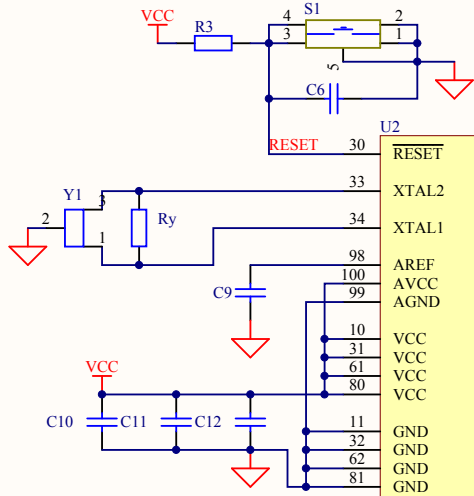 S1
VCC
R3
4
2
3
1
5
C6
U2
RESET
30
RESET
Y1
3
33
XTAL2
2
Ry
1
34
XTAL1
98
AREF
100
AVCC
C9
99
AGND
10
VCC
31
VCC
VCC
61
VCC
80
VCC
C10
C11
C12
11
GND
32
GND
62
GND
81
GND